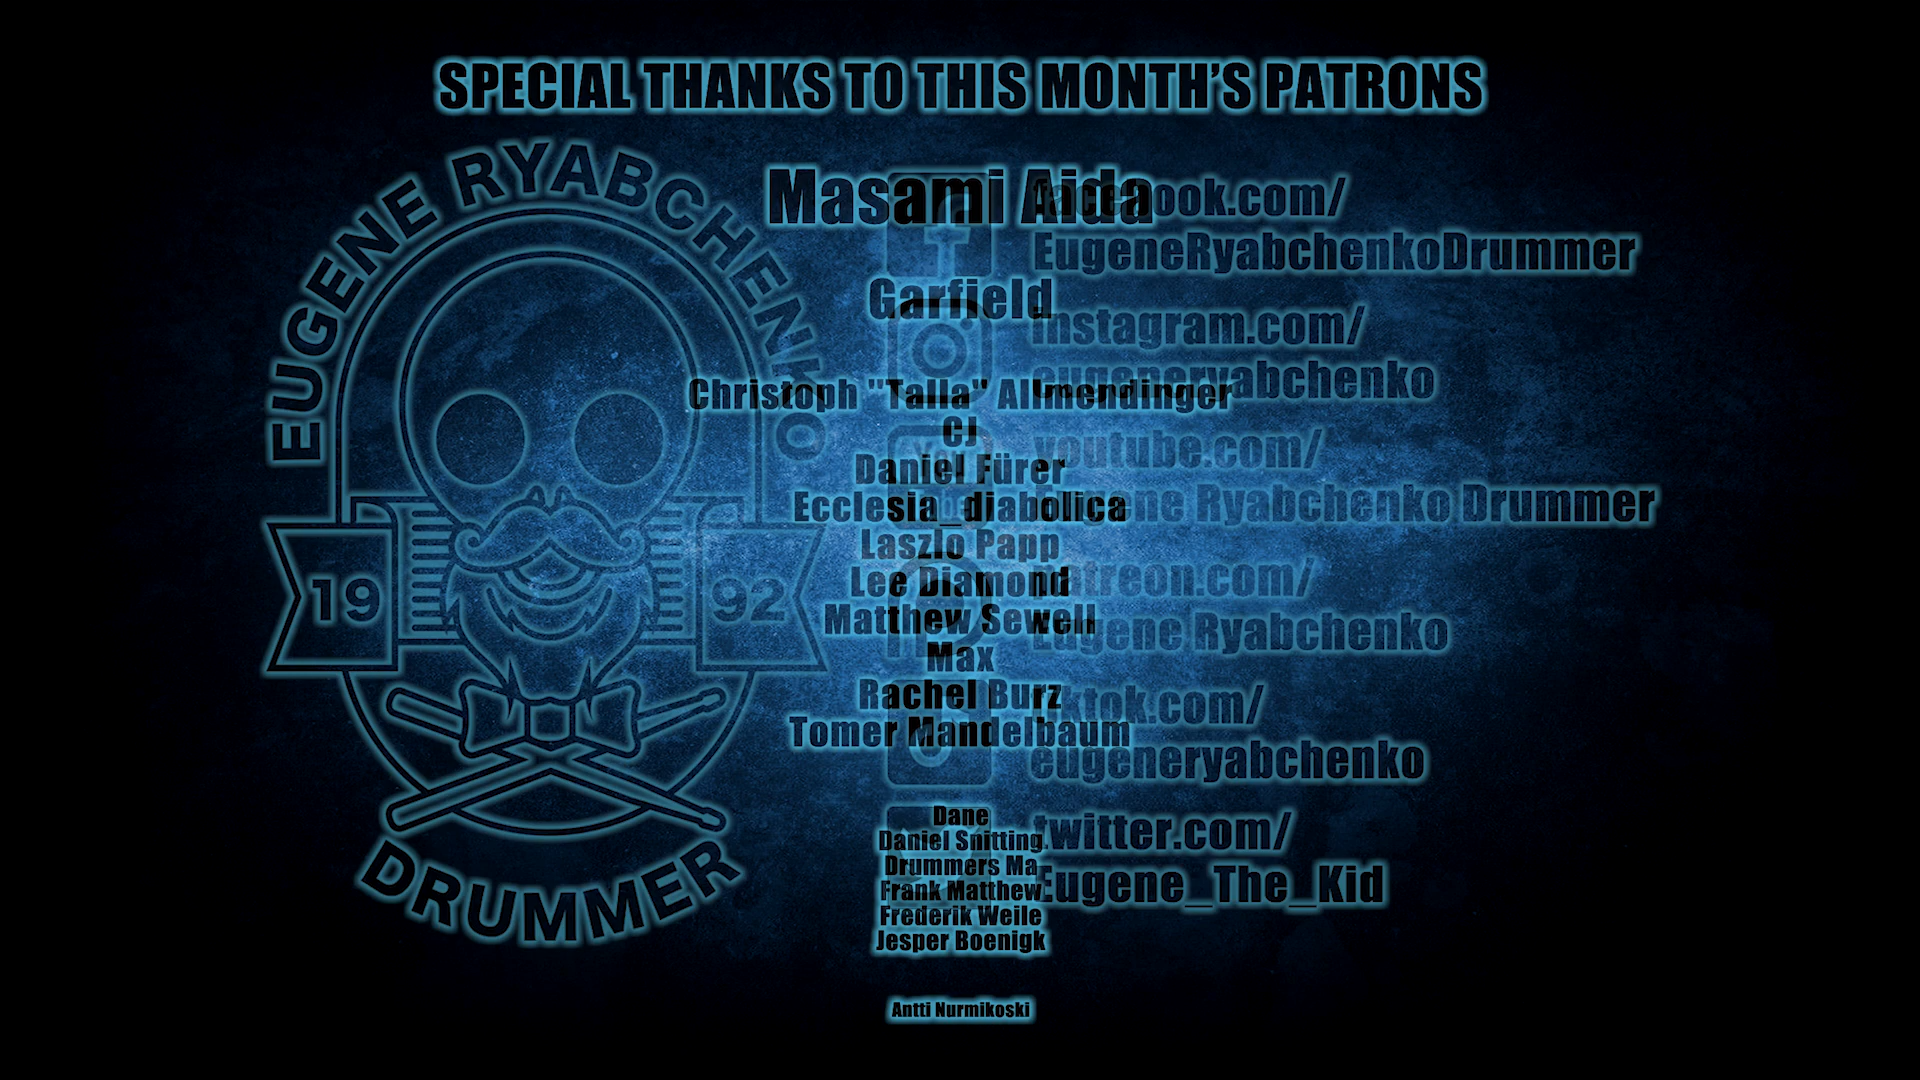 SPECIAL THANKS TO THIS MONTH'S PATRONS
EUGENE RYABCHENKO
19 92
DRUMMER
Masami Aida
Garfield
Christoph "Talla" Allmendinger
CJ
Daniel Fürer
Ecclesia_diabolica
Laszlo Papp
Lee Diamond
Matthew Sewell
Max
Rachel Burz
Tomer Mandelbaum
Dane
Daniel Snitting
Drummers Ma
Frank Matthew
Frederik Weile
Jesper Boenigk
Antti Nurmikoski
facebook.com/
EugeneRyabchenkoDrummer
instagram.com/
eugeneryabchenko
youtube.com/
Eugene Ryabchenko Drummer
patreon.com/
Eugene Ryabchenko
tiktok.com/
eugeneryabchenko
twitter.com/
Eugene_The_Kid